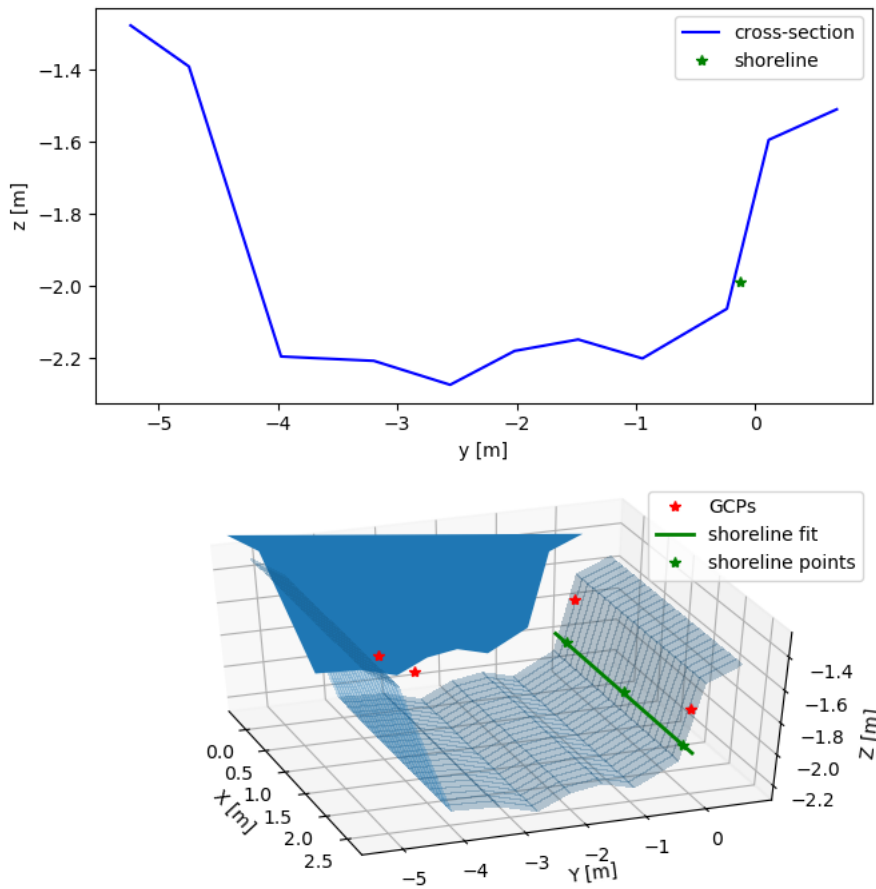 cross-section
shoreline
−1.4
−1.6
−1.8
−2.0
−2.2
z [m]
−5
−4
−3
−2
−1
0
y [m]
GCPs
shoreline fit
shoreline points
−1.4
−1.6
−1.8
−2.0
−2.2
Z [m]
0.0
0.5
1.0
1.5
2.0
2.5
X [m]
−5
−4
−3
−2
−1
0
Y [m]